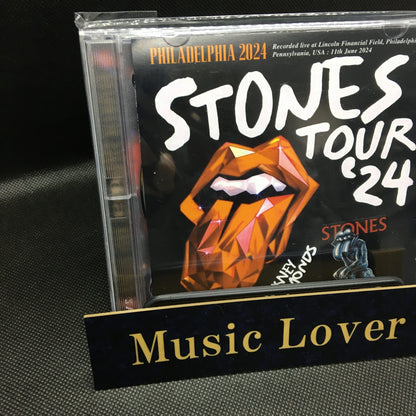 PHILADELPHIA 2024
Recorded live at Lincoln Financial Field, Philadelphia
Pennsylvania, USA : 11th June 2024
STONES
TOUR
'24
STONES
Music Lover